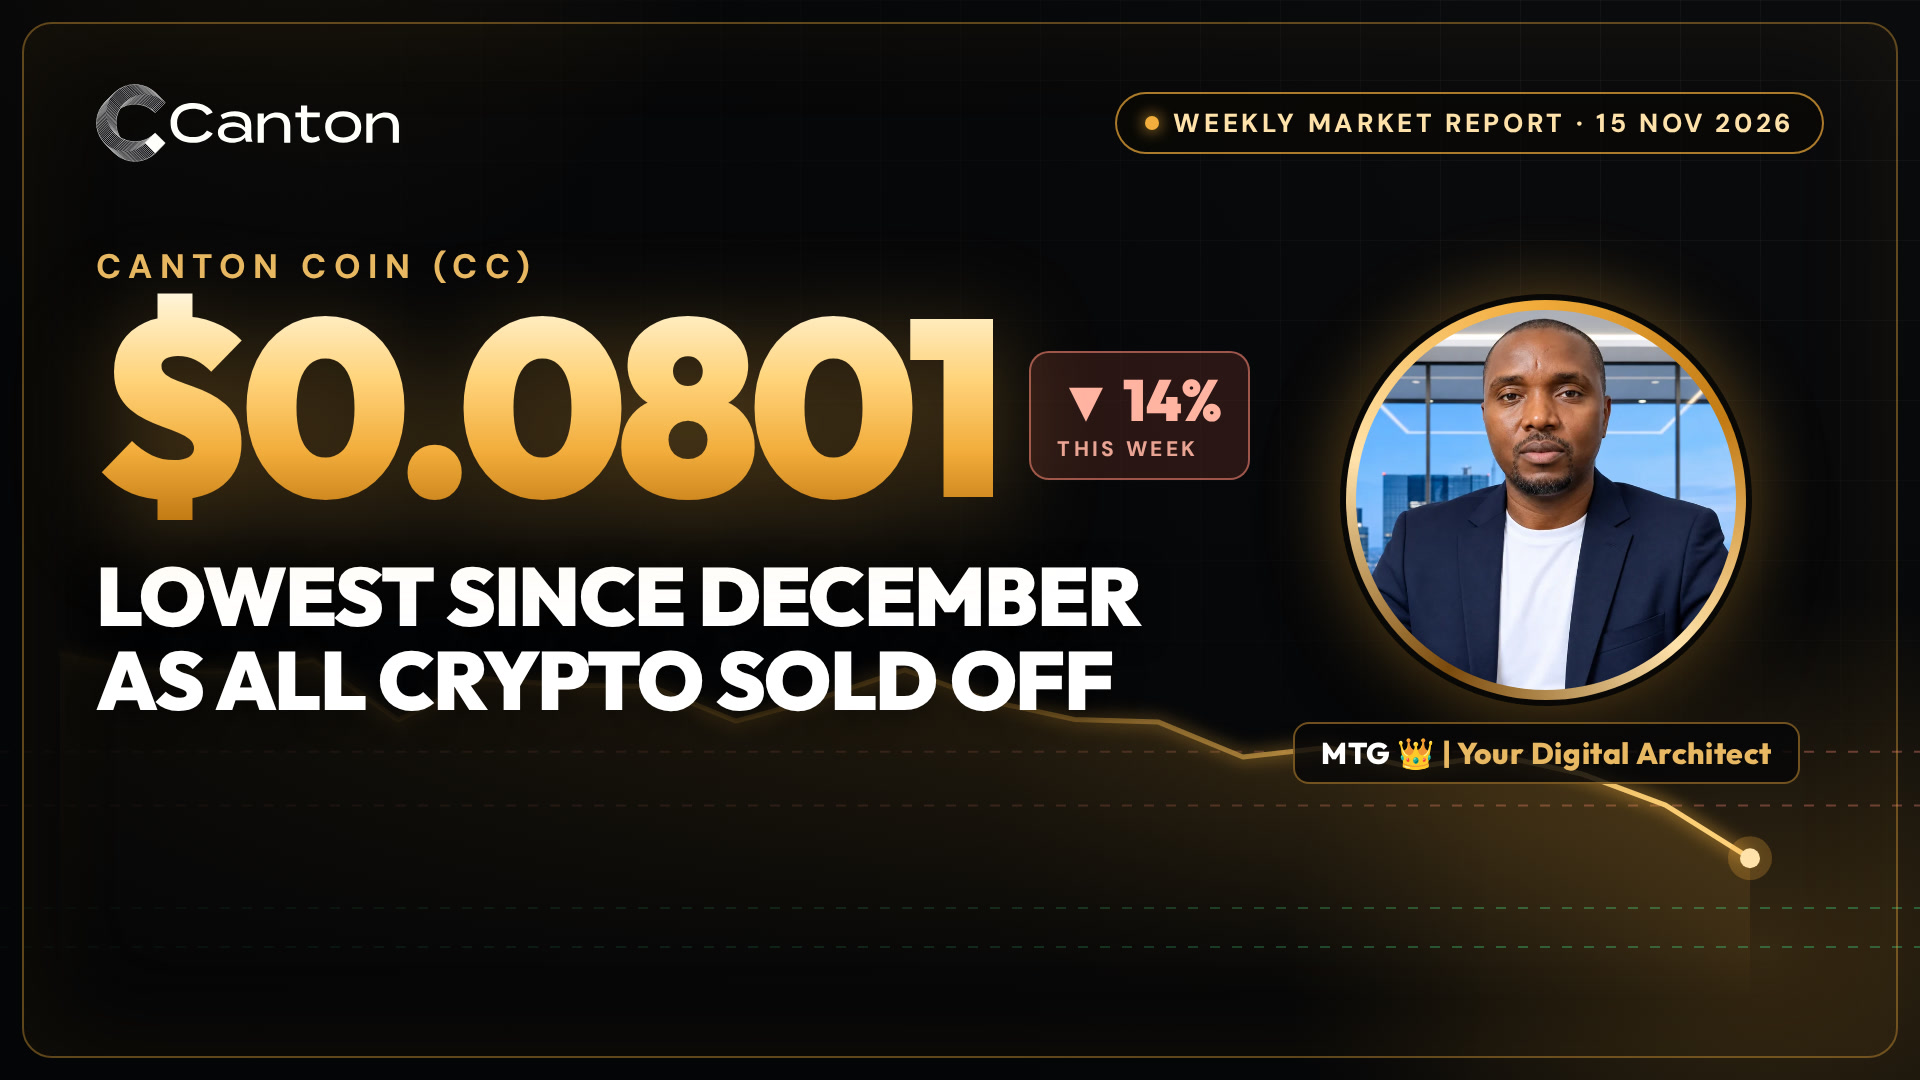 Canton
WEEKLY MARKET REPORT · 15 NOV 2026
CANTON COIN (CC)
$0.0801
▼ 14%
THIS WEEK
LOWEST SINCE DECEMBER
AS ALL CRYPTO SOLD OFF
MTG 👑 | Your Digital Architect